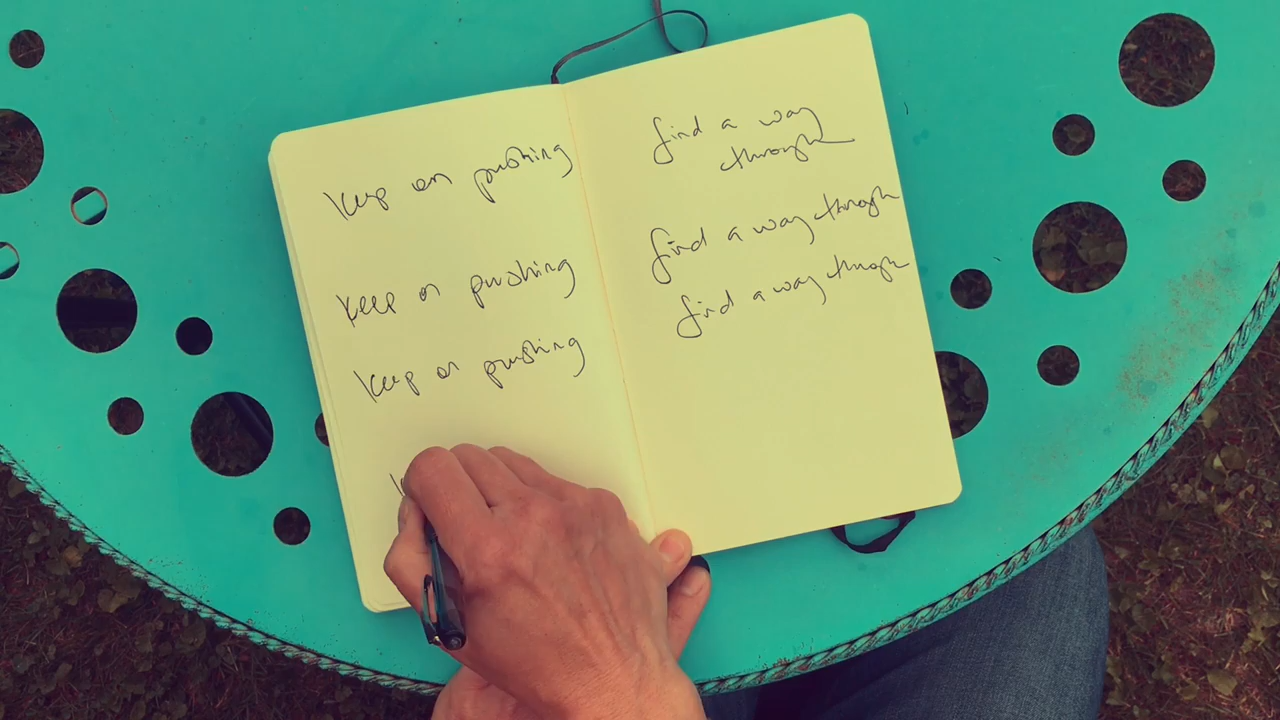 keep on pushing
keep on pushing
keep on pushing
k
find a way
through
find a way through
find a way through